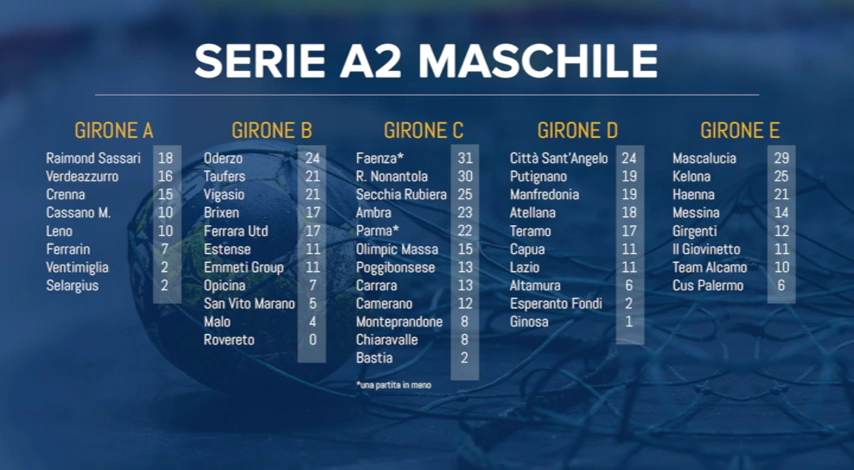 SERIE A2 MASCHILE
GIRONE A
Raimond Sassari 18
Verdeazzurro 16
Crenna 15
Cassano M. 10
Leno 10
Ferrarin 7
Ventimiglia 2
Selargius 2
GIRONE B
Oderzo 24
Taufers 21
Vigasio 21
Brixen 17
Ferrara Utd 17
Estense 11
Emmeti Group 11
Opicina 7
San Vito Marano 5
Malo 4
Rovereto 0
GIRONE C
Faenza* 31
R. Nonantola 30
Secchia Rubiera 25
Ambra 23
Parma* 22
Olimpic Massa 15
Poggibonsese 13
Carrara 13
Camerano 12
Monteprandone 8
Chiaravalle 8
Bastia 2
*una partita in meno
GIRONE D
Città Sant'Angelo 24
Putignano 19
Manfredonia 19
Atellana 18
Teramo 17
Capua 11
Lazio 11
Altamura 6
Esperanto Fondi 2
Ginosa 1
GIRONE E
Mascalucia 29
Kelona 25
Haenna 21
Messina 14
Girgenti 12
Il Giovinetto 11
Team Alcamo 10
Cus Palermo 6